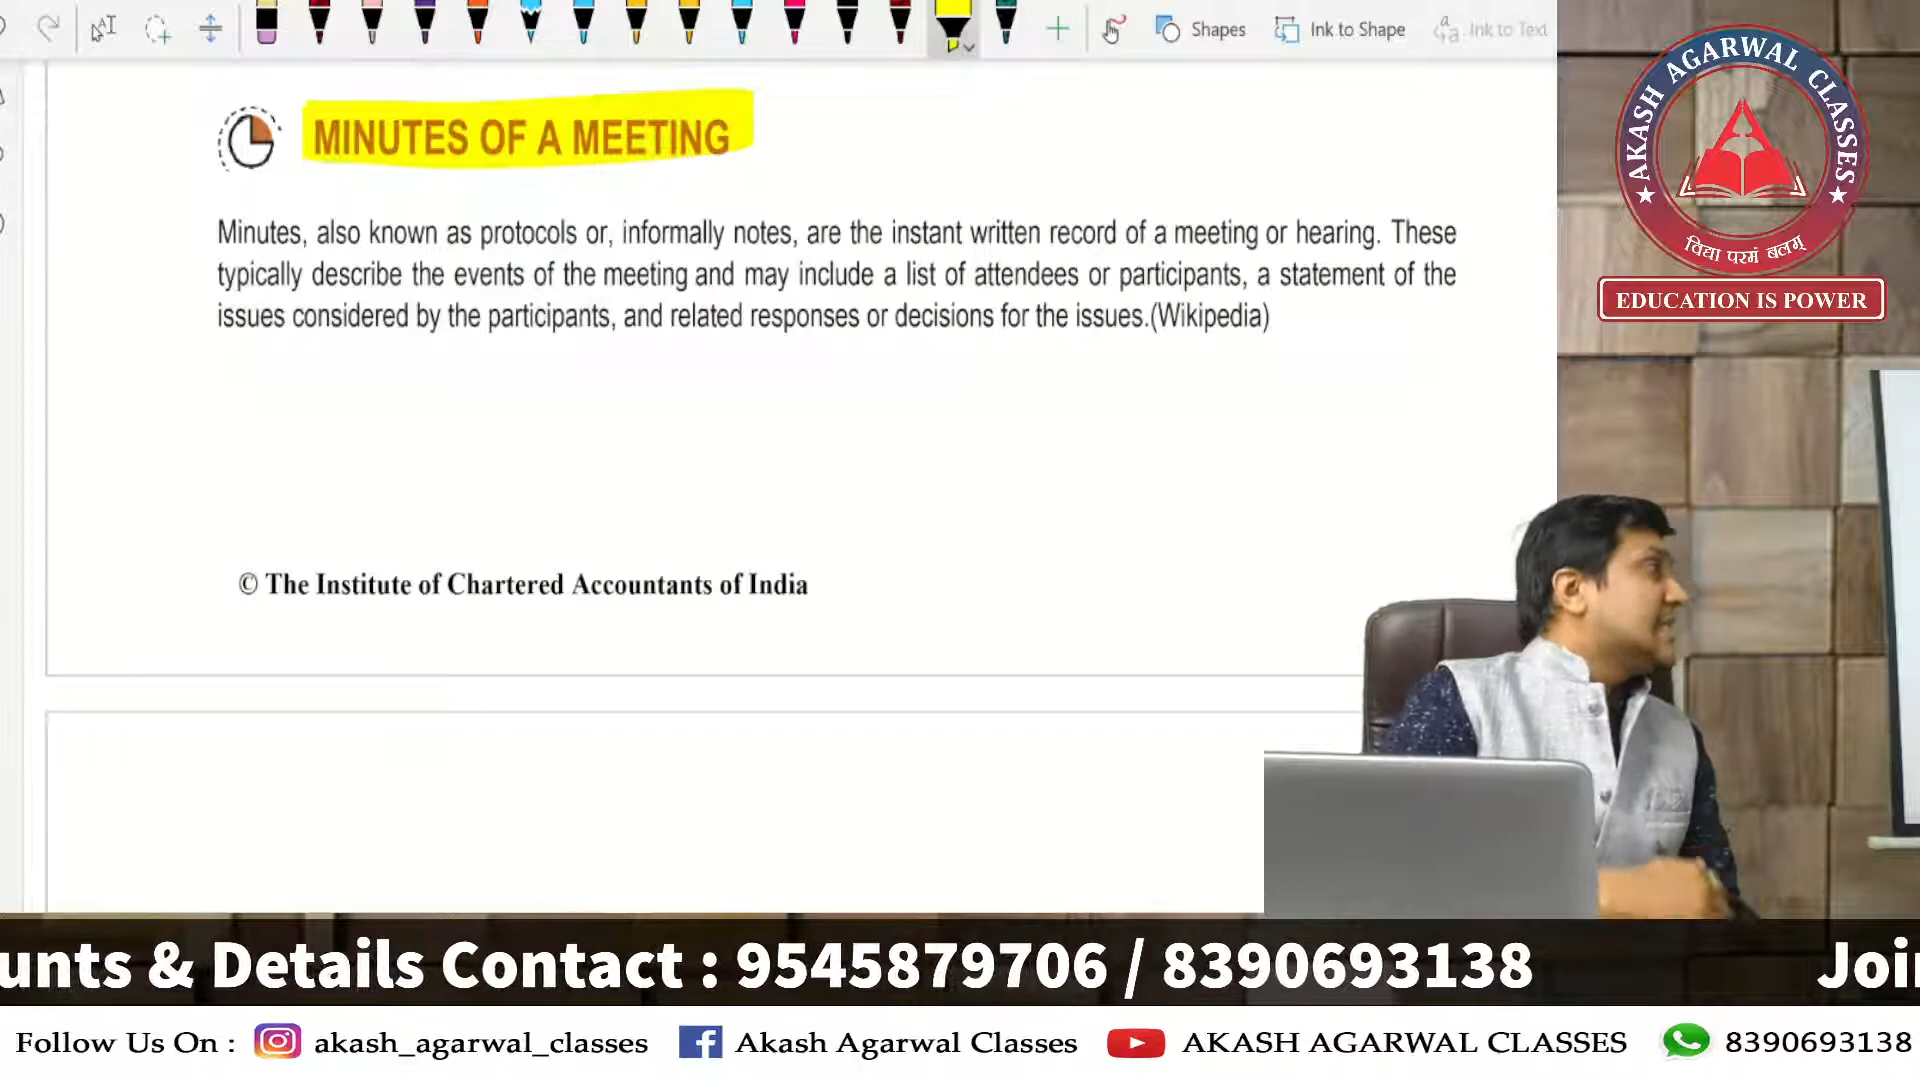 Shapes
Ink to Shape
Ink to Text
MINUTES OF A MEETING
Minutes, also known as protocols or, informally notes, are the instant written record of a meeting or hearing. These
typically describe the events of the meeting and may include a list of attendees or participants, a statement of the
issues considered by the participants, and related responses or decisions for the issues.(Wikipedia)
© The Institute of Chartered Accountants of India
AKASH AGARWAL CLASSES
विद्या परमं बलम्
EDUCATION IS POWER
unts & Details Contact : 9545879706 / 8390693138
Joi
Follow Us On : akash_agarwal_classes Akash Agarwal Classes AKASH AGARWAL CLASSES 8390693138